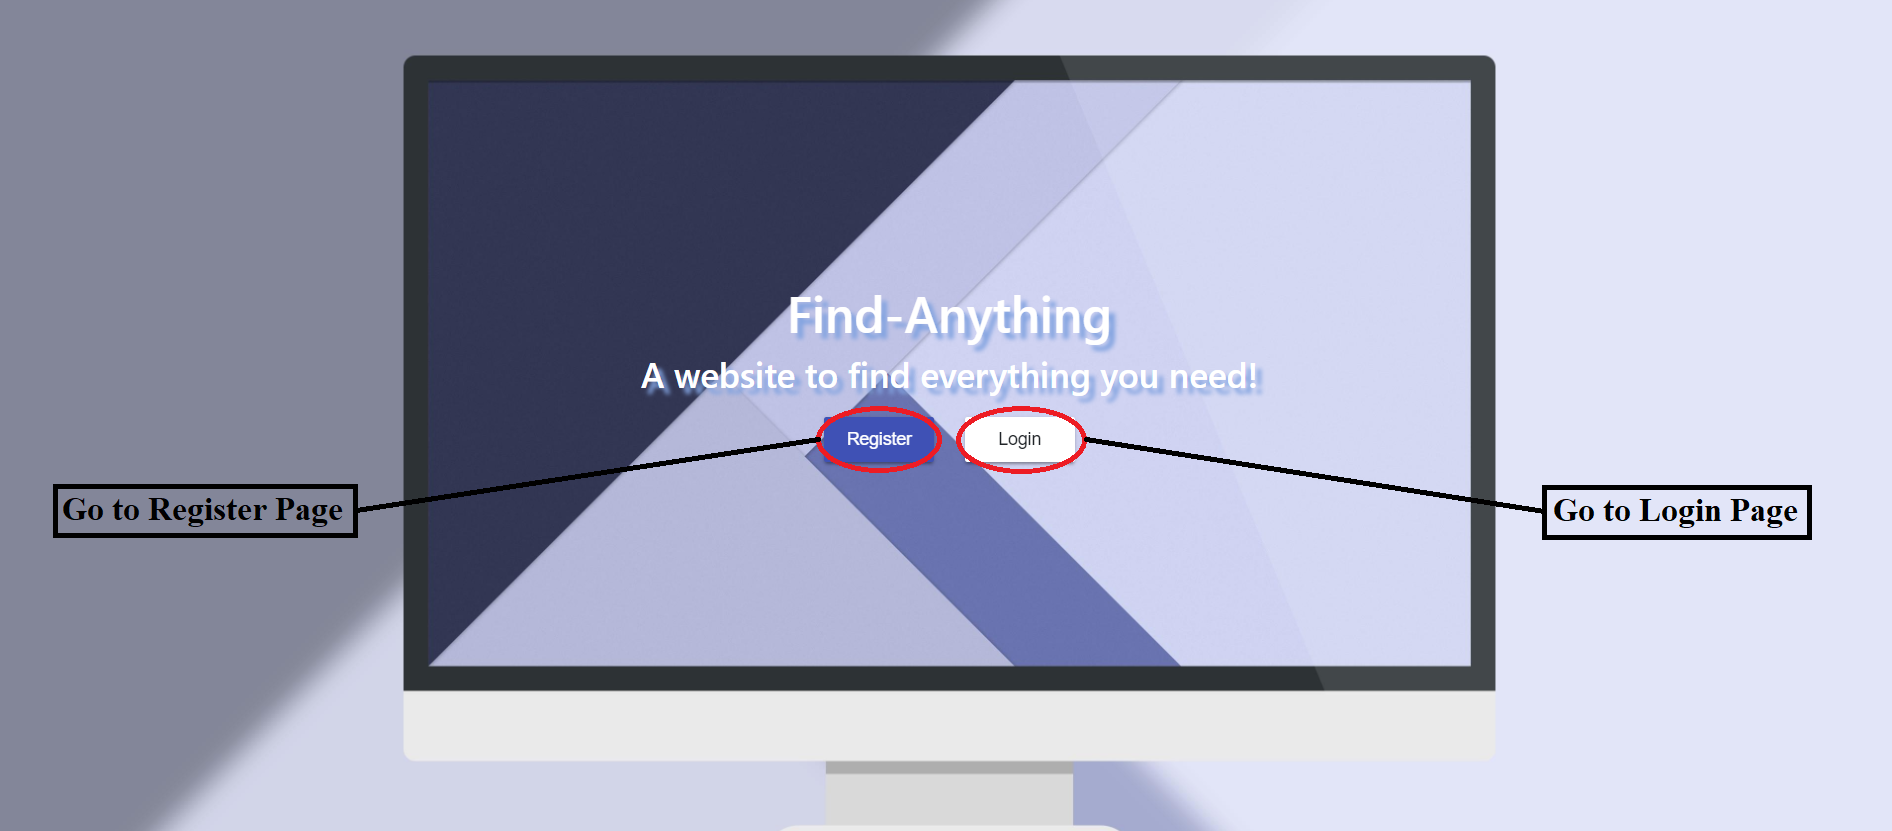 Find-Anything
A website to find everything you need!
Register
Login
Go to Register Page
Go to Login Page